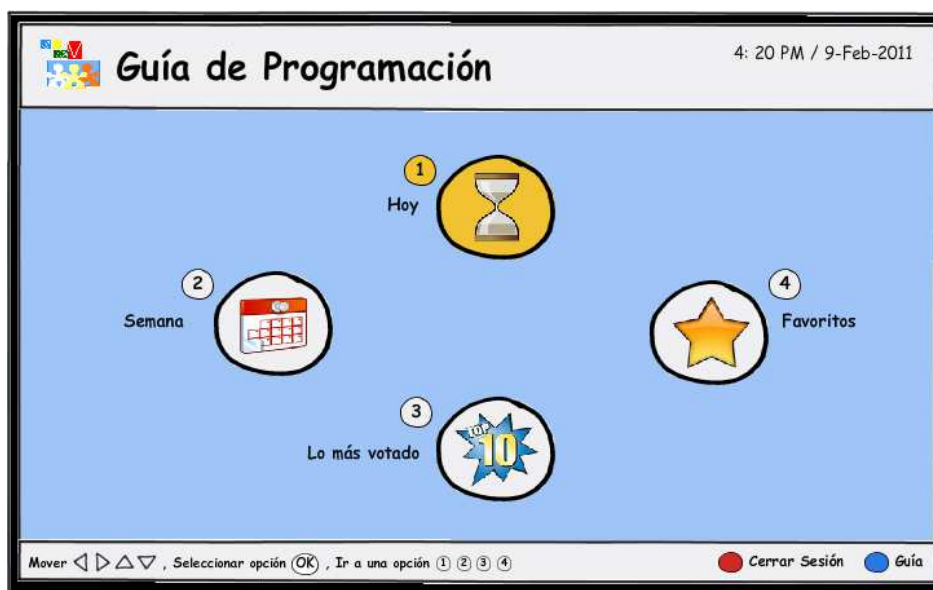 Guía de Programación
4: 20 PM / 9-Feb-2011
1
Hoy
2
Semana
4
Favoritos
3
Lo más votado
TOP
10
Mover ◁ ▷ △ ▽ , Seleccionar opción OK , Ir a una opción 1 2 3 4
Cerrar Sesión
Guía